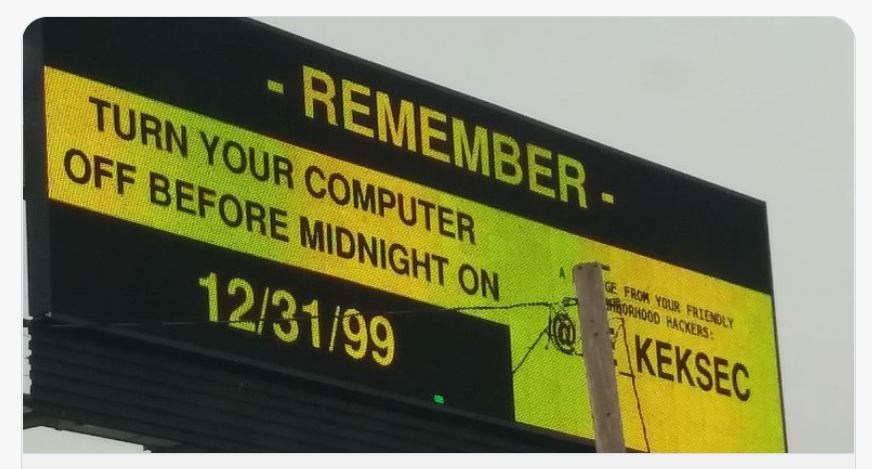 - REMEMBER -
TURN YOUR COMPUTER
OFF BEFORE MIDNIGHT ON
12/31/99
A
FROM YOUR FRIENDLY
HACKERS:
@
KEKSEC